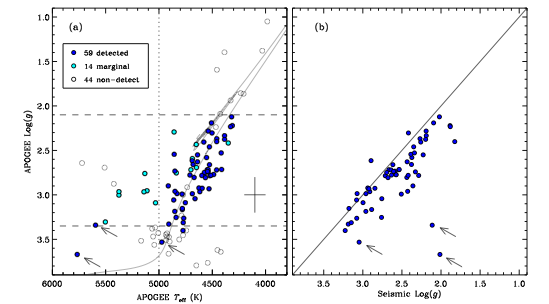 (a)
59 detected
14 marginal
44 non-detect
1.0
1.5
2.0
2.5
3.0
3.5
APOGEE Log(g)
6000 5500 5000 4500 4000
APOGEE Teff (K)
(b)
3.5 3.0 2.5 2.0 1.5 1.0
Seismic Log(g)